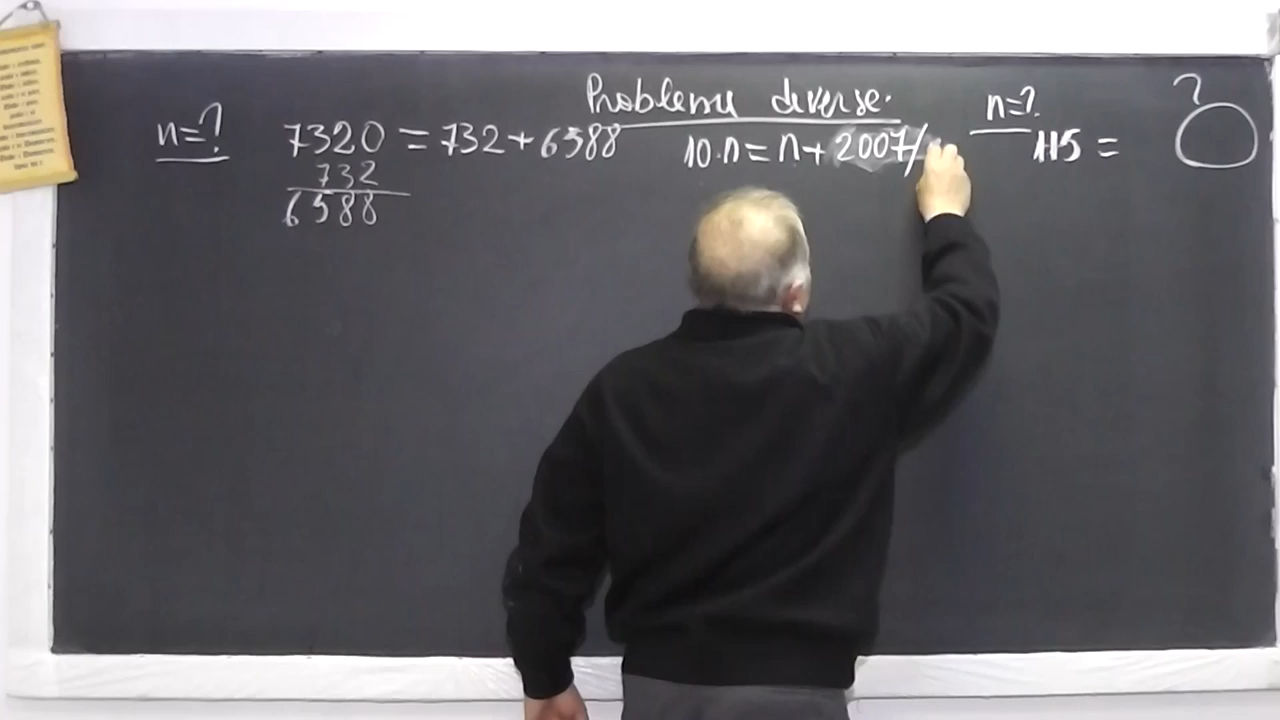 Probleme diverse.
n=?
7320 = 732 + 6588
732
6588
10·n = n + 2007/
n=?
115 =
?